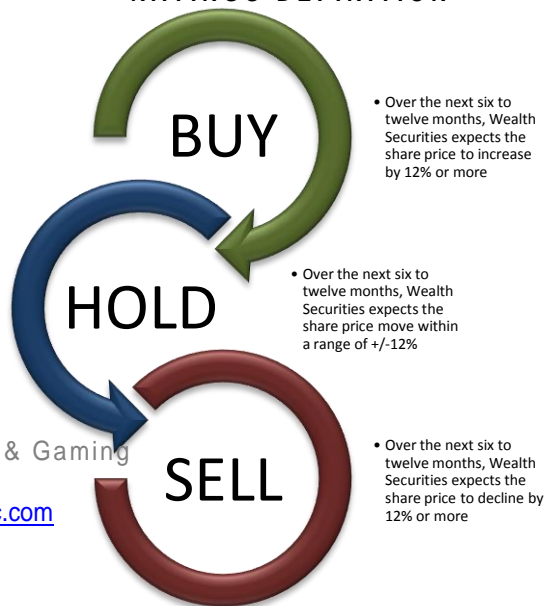 BUY
• Over the next six to
twelve months, Wealth
Securities expects the
share price to increase
by 12% or more
HOLD
• Over the next six to
twelve months, Wealth
Securities expects the
share price move within
a range of +/-12%
& Gaming
SELL
• Over the next six to
twelve months, Wealth
Securities expects the
share price to decline by
12% or more
c.com